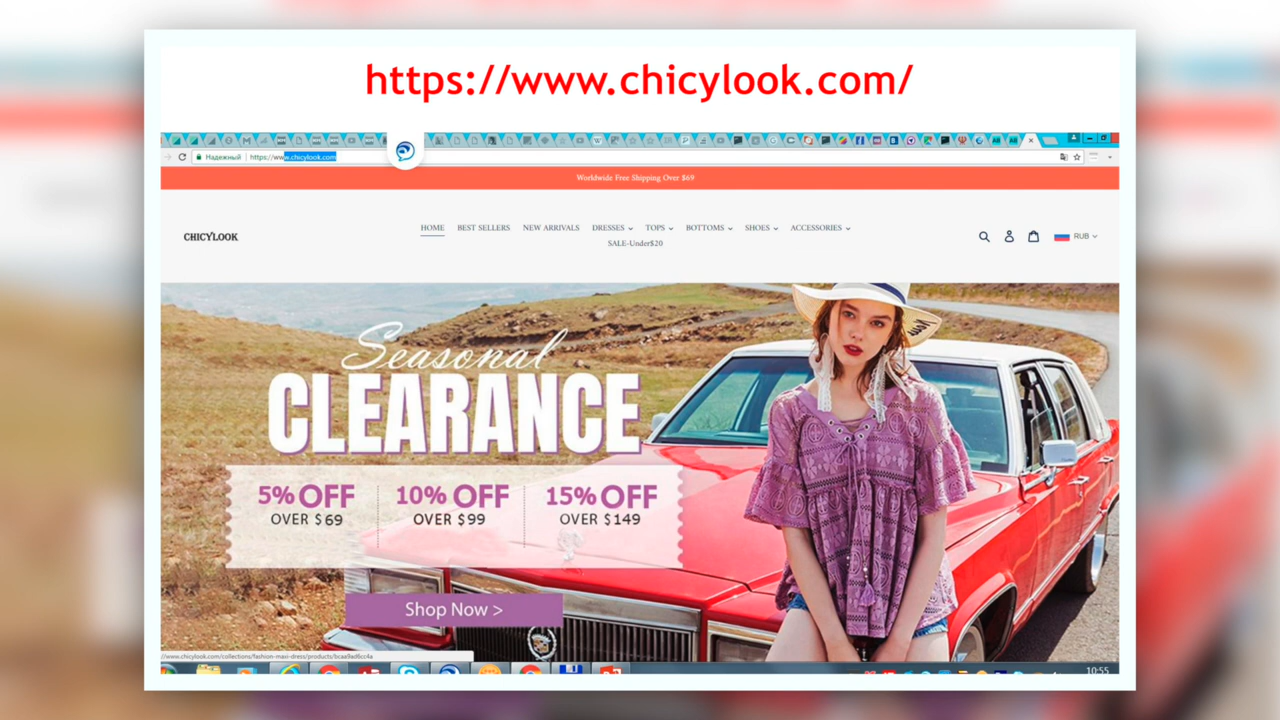 https://www.chicylook.com/
Надежный https://www.chicylook.com
Worldwide Free Shipping Over $69
CHICYLOOK
HOME BEST SELLERS NEW ARRIVALS DRESSES TOPS BOTTOMS SHOES ACCESSORIES
SALE-Under$20
RUB
Seasonal
CLEARANCE
5% OFF 10% OFF 15% OFF
OVER $69 OVER $99 OVER $149
Shop Now >
10:55